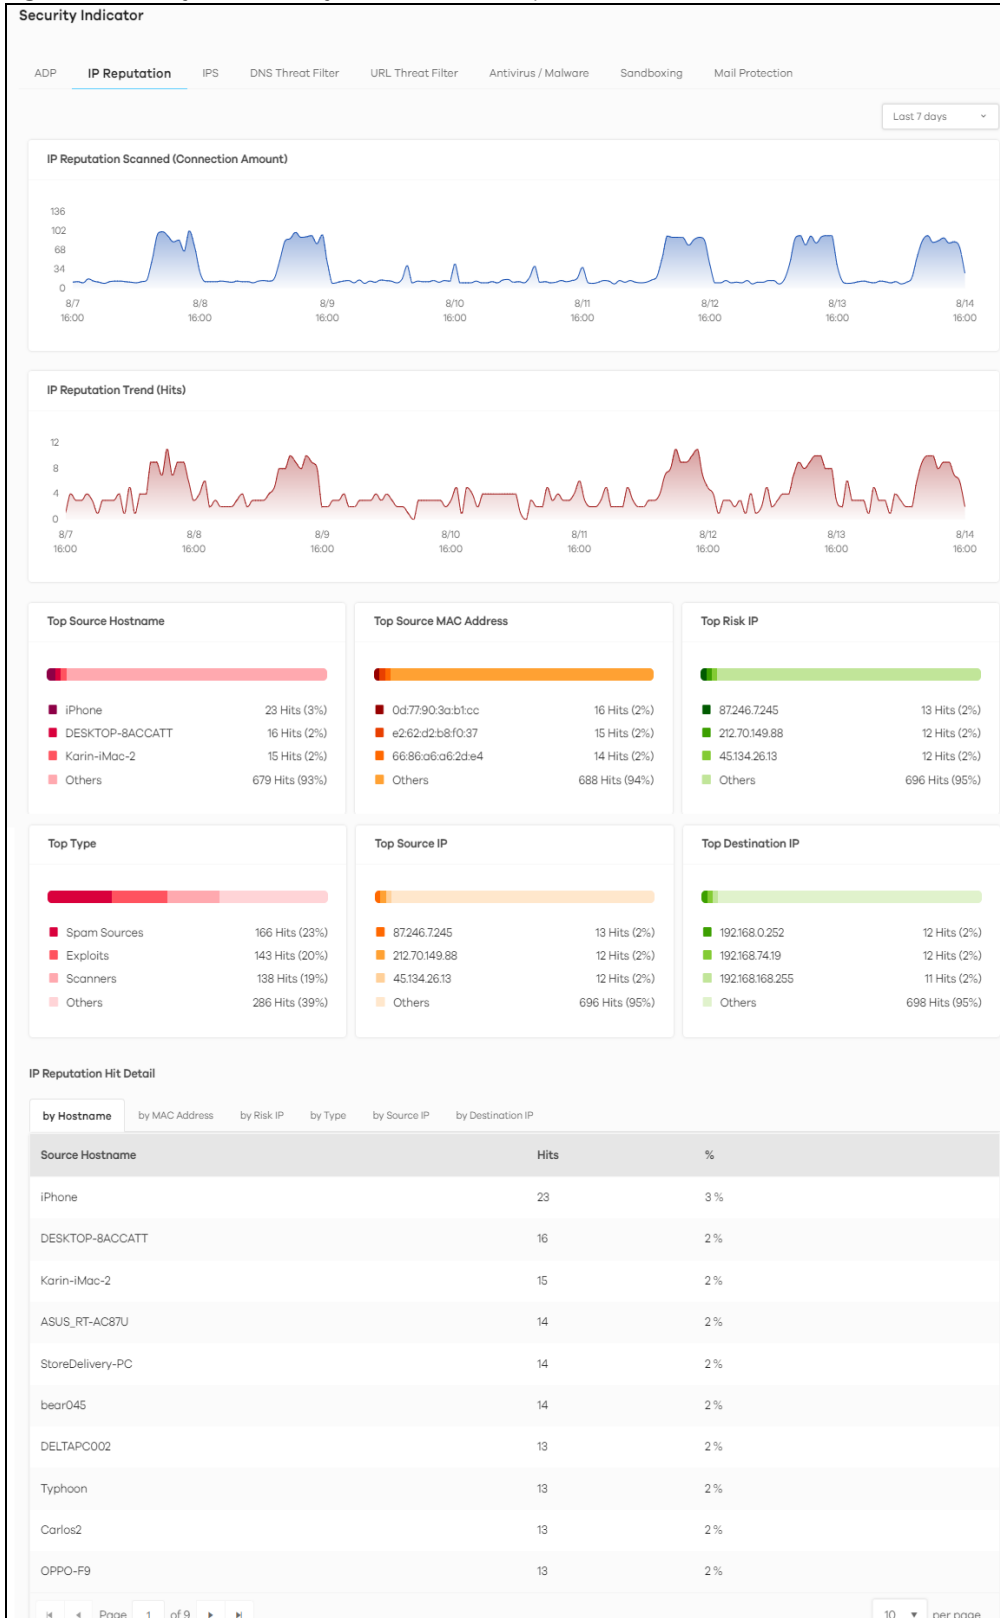 Security Indicator
ADP IP Reputation IPS DNS Threat Filter URL Threat Filter Antivirus / Malware Sandboxing Mail Protection
Last 7 days
IP Reputation Scanned (Connection Amount)
136
102
68
34
0
8/7 8/8 8/9 8/10 8/11 8/12 8/13 8/14
16:00 16:00 16:00 16:00 16:00 16:00 16:00 16:00
IP Reputation Trend (Hits)
12
8
4
0
8/7 8/8 8/9 8/10 8/11 8/12 8/13 8/14
16:00 16:00 16:00 16:00 16:00 16:00 16:00 16:00
Top Source Hostname
iPhone 23 Hits (3%)
DESKTOP-8ACCATT 16 Hits (2%)
Karin-iMac-2 15 Hits (2%)
Others 679 Hits (93%)
Top Source MAC Address
0d:77:90:3a:b1:cc 16 Hits (2%)
e2:62:d2:b8:f0:37 15 Hits (2%)
66:86:a6:a6:2d:e4 14 Hits (2%)
Others 688 Hits (94%)
Top Risk IP
87.246.7.245 13 Hits (2%)
212.70.149.88 12 Hits (2%)
45.134.26.13 12 Hits (2%)
Others 696 Hits (95%)
Top Type
Spam Sources 166 Hits (23%)
Exploits 143 Hits (20%)
Scanners 138 Hits (19%)
Others 286 Hits (39%)
Top Source IP
87.246.7.245 13 Hits (2%)
212.70.149.88 12 Hits (2%)
45.134.26.13 12 Hits (2%)
Others 696 Hits (95%)
Top Destination IP
192.168.0.252 12 Hits (2%)
192.168.74.19 12 Hits (2%)
192.168.168.255 11 Hits (2%)
Others 698 Hits (95%)
IP Reputation Hit Detail
by Hostname by MAC Address by Risk IP by Type by Source IP by Destination IP
Source Hostname Hits %
iPhone 23 3 %
DESKTOP-8ACCATT 16 2 %
Karin-iMac-2 15 2 %
ASUS_RT-AC87U 14 2 %
StoreDelivery-PC 14 2 %
bear045 14 2 %
DELTAPC002 13 2 %
Typhoon 13 2 %
Carlos2 13 2 %
OPPO-F9 13 2 %
Page 1 of 9 10 per page